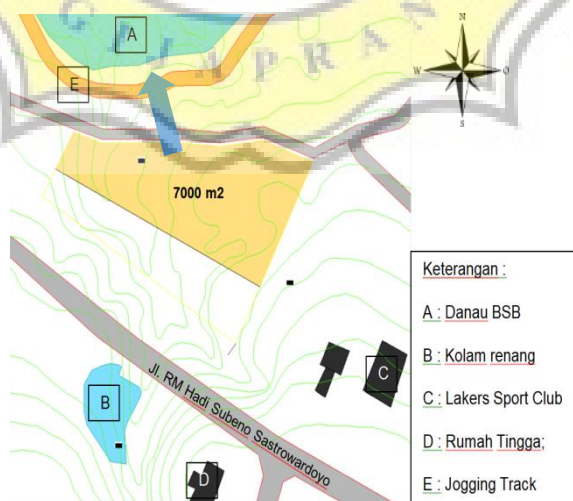 IJAPRAN
A
E
N
W
O
S
7000 m2
Keterangan :
A : Danau BSB
B : Kolam renang
C : Lakers Sport Club
D : Rumah Tingga;
E : Jogging Track
C
B
Jl. RM Hadi Subeno Sastrowardoyo
D